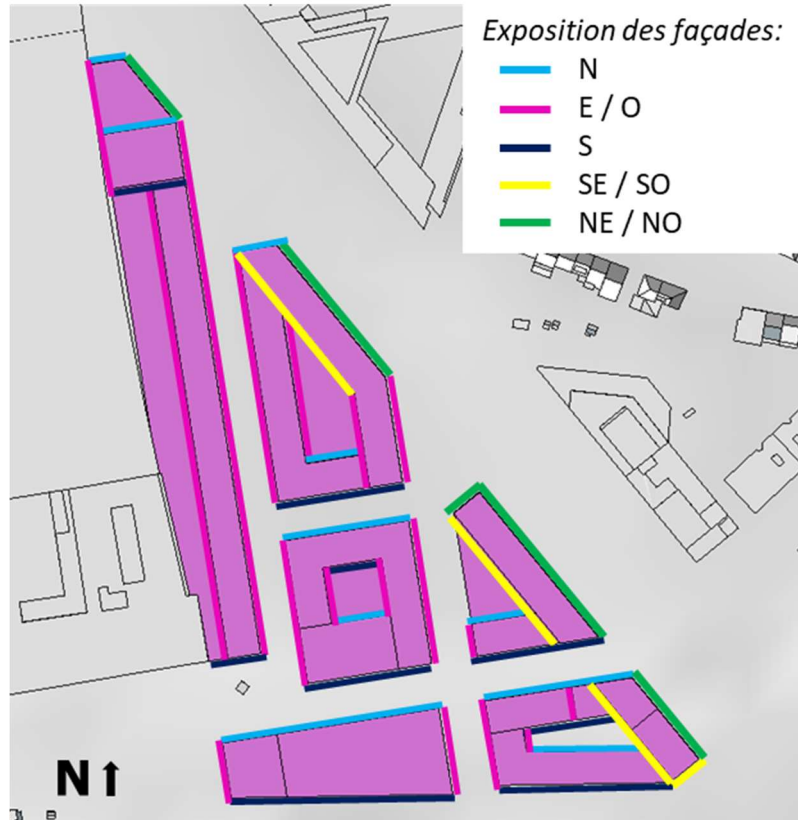 Exposition des façades:
N
E / O
S
SE / SO
NE / NO
N